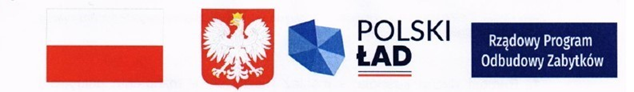 POLSKI
ŁAD
Rządowy Program
Odbudowy Zabytków